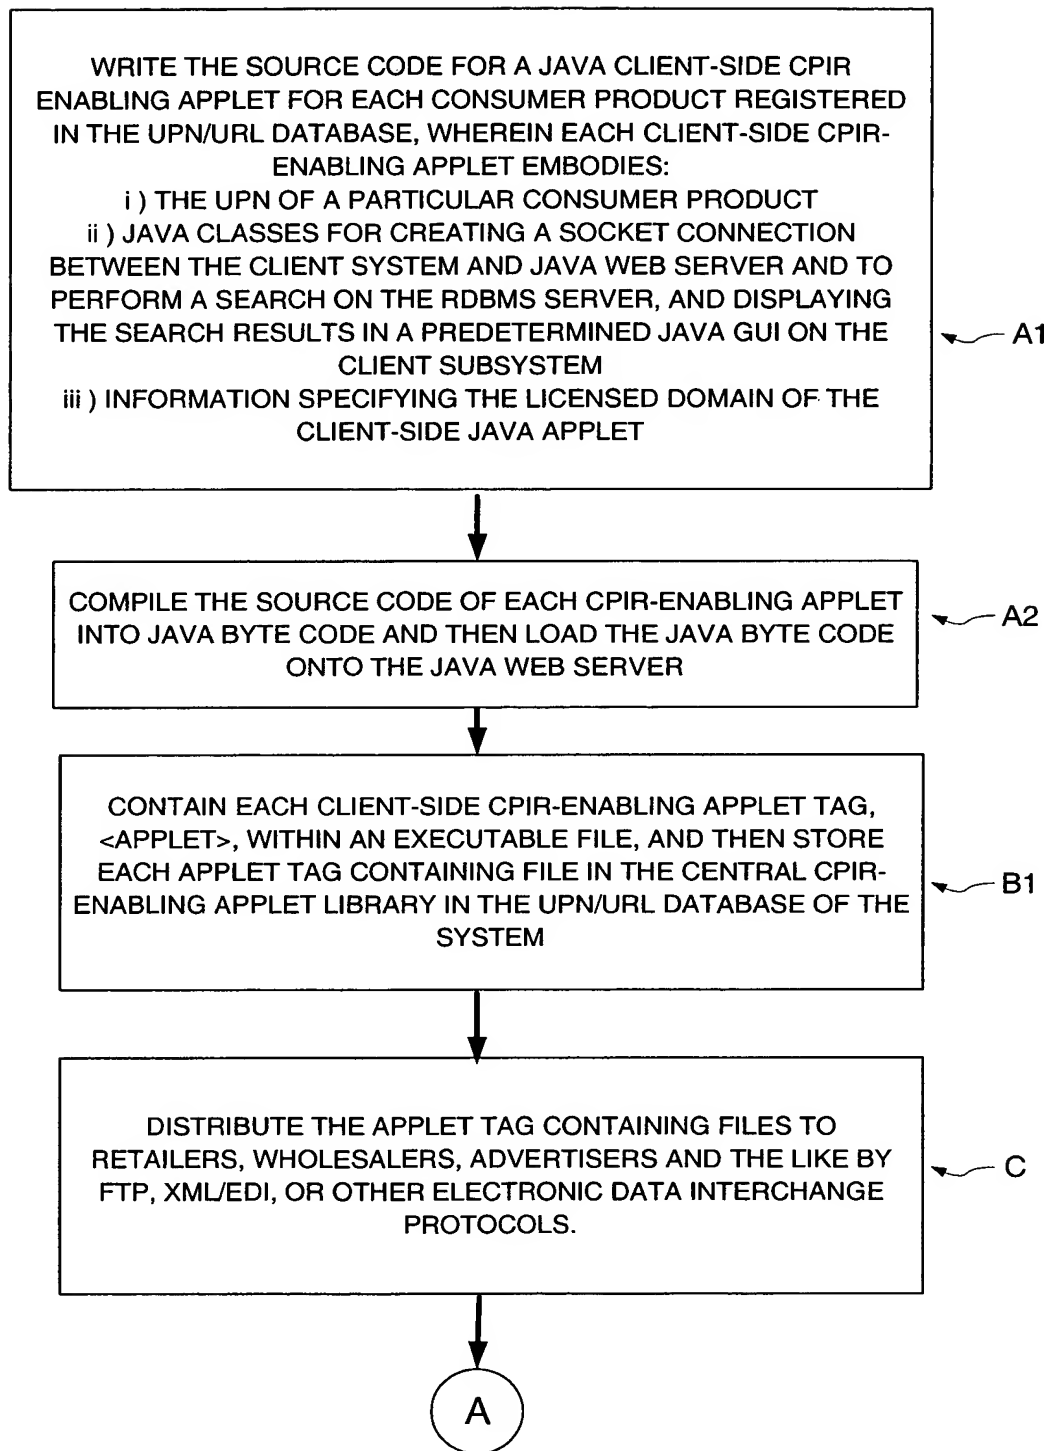 WRITE THE SOURCE CODE FOR A JAVA CLIENT-SIDE CPIR
ENABLING APPLET FOR EACH CONSUMER PRODUCT REGISTERED
IN THE UPN/URL DATABASE, WHEREIN EACH CLIENT-SIDE CPIR-
ENABLING APPLET EMBODIES:
i ) THE UPN OF A PARTICULAR CONSUMER PRODUCT
ii ) JAVA CLASSES FOR CREATING A SOCKET CONNECTION
BETWEEN THE CLIENT SYSTEM AND JAVA WEB SERVER AND TO
PERFORM A SEARCH ON THE RDBMS SERVER, AND DISPLAYING
THE SEARCH RESULTS IN A PREDETERMINED JAVA GUI ON THE
CLIENT SUBSYSTEM
iii ) INFORMATION SPECIFYING THE LICENSED DOMAIN OF THE
CLIENT-SIDE JAVA APPLET
A1
COMPILE THE SOURCE CODE OF EACH CPIR-ENABLING APPLET
INTO JAVA BYTE CODE AND THEN LOAD THE JAVA BYTE CODE
ONTO THE JAVA WEB SERVER
A2
CONTAIN EACH CLIENT-SIDE CPIR-ENABLING APPLET TAG,
<APPLET>, WITHIN AN EXECUTABLE FILE, AND THEN STORE
EACH APPLET TAG CONTAINING FILE IN THE CENTRAL CPIR-
ENABLING APPLET LIBRARY IN THE UPN/URL DATABASE OF THE
SYSTEM
B1
DISTRIBUTE THE APPLET TAG CONTAINING FILES TO
RETAILERS, WHOLESALERS, ADVERTISERS AND THE LIKE BY
FTP, XML/EDI, OR OTHER ELECTRONIC DATA INTERCHANGE
PROTOCOLS.
C
A